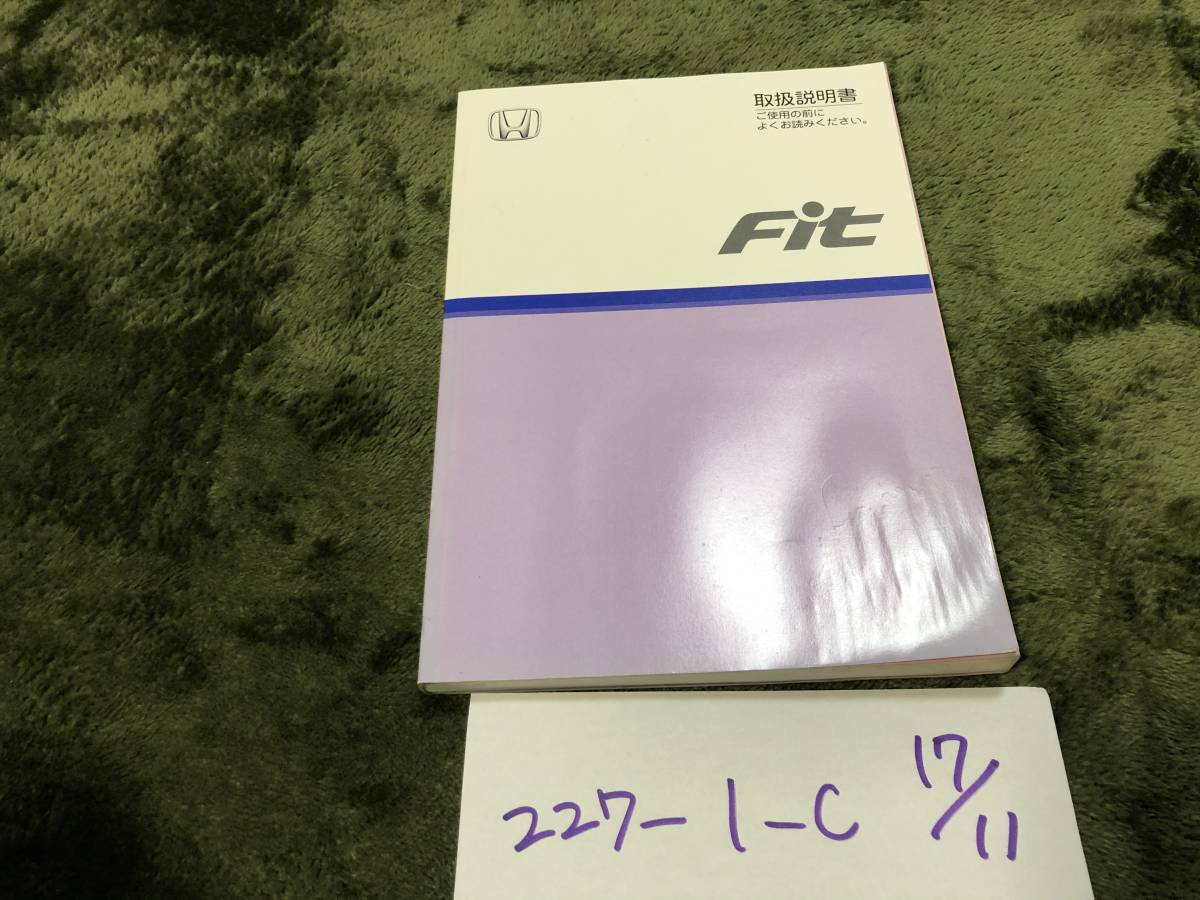 取扱説明書
ご使用の前に
よくお読みください。
Fit
227-1-C 17/11